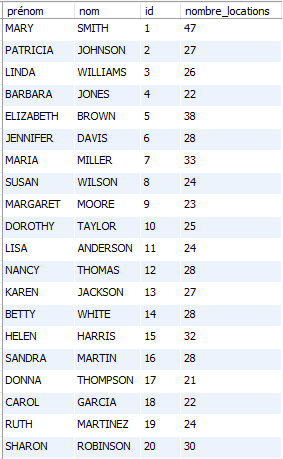 prénom nom id nombre_locations
MARY SMITH 1 47
PATRICIA JOHNSON 2 27
LINDA WILLIAMS 3 26
BARBARA JONES 4 22
ELIZABETH BROWN 5 38
JENNIFER DAVIS 6 28
MARIA MILLER 7 33
SUSAN WILSON 8 24
MARGARET MOORE 9 23
DOROTHY TAYLOR 10 25
LISA ANDERSON 11 24
NANCY THOMAS 12 28
KAREN JACKSON 13 27
BETTY WHITE 14 28
HELEN HARRIS 15 32
SANDRA MARTIN 16 28
DONNA THOMPSON 17 21
CAROL GARCIA 18 22
RUTH MARTINEZ 19 24
SHARON ROBINSON 20 30